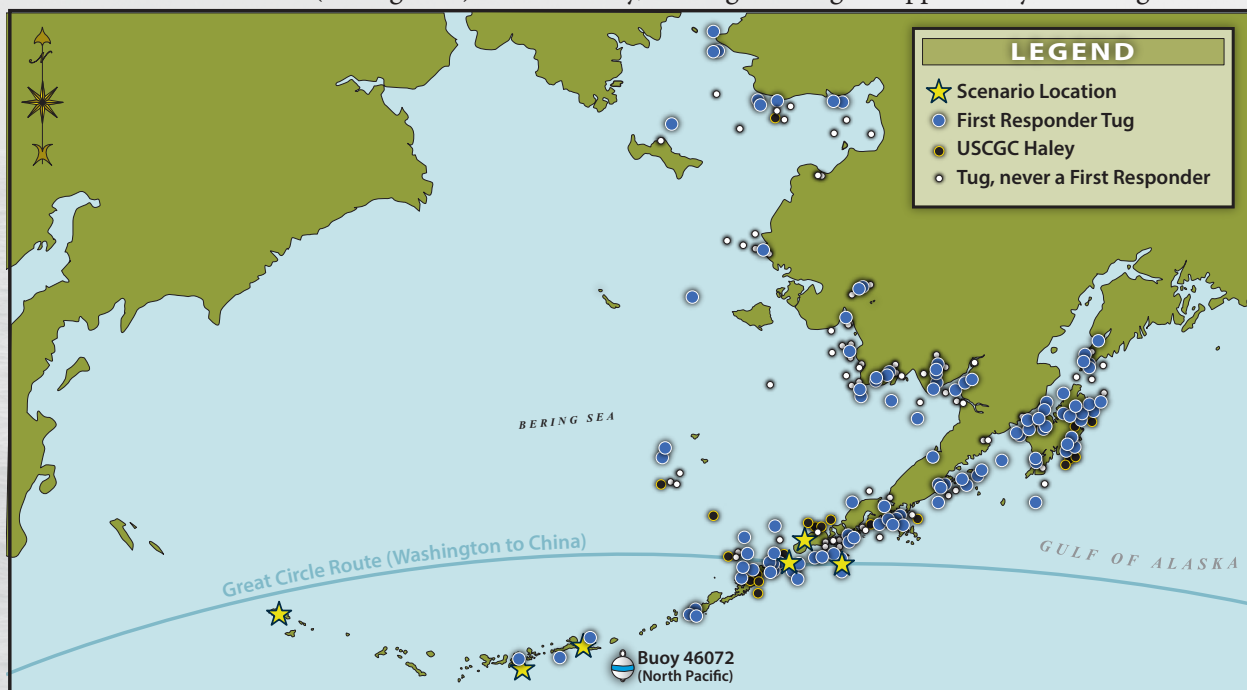 N
LEGEND
Scenario Location
First Responder Tug
USCGC Haley
Tug, never a First Responder
BERING SEA
Great Circle Route (Washington to China)
GULF OF ALASKA
Buoy 46072
(North Pacific)